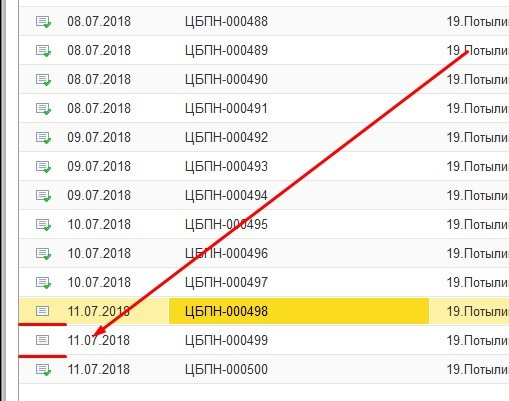 08.07.2018 ЦБПН-000488 19.Потыли
08.07.2018 ЦБПН-000489 19.Потыли
08.07.2018 ЦБПН-000490 19.Потыли
08.07.2018 ЦБПН-000491 19.Потыли
09.07.2018 ЦБПН-000492 19.Потыли
09.07.2018 ЦБПН-000493 19.Потыли
09.07.2018 ЦБПН-000494 19.Потыли
10.07.2018 ЦБПН-000495 19.Потыли
10.07.2018 ЦБПН-000496 19.Потыли
10.07.2018 ЦБПН-000497 19.Потыли
11.07.2018 ЦБПН-000498 19.Потыли
11.07.2018 ЦБПН-000499 19.Потыли
11.07.2018 ЦБПН-000500 19.Потыли